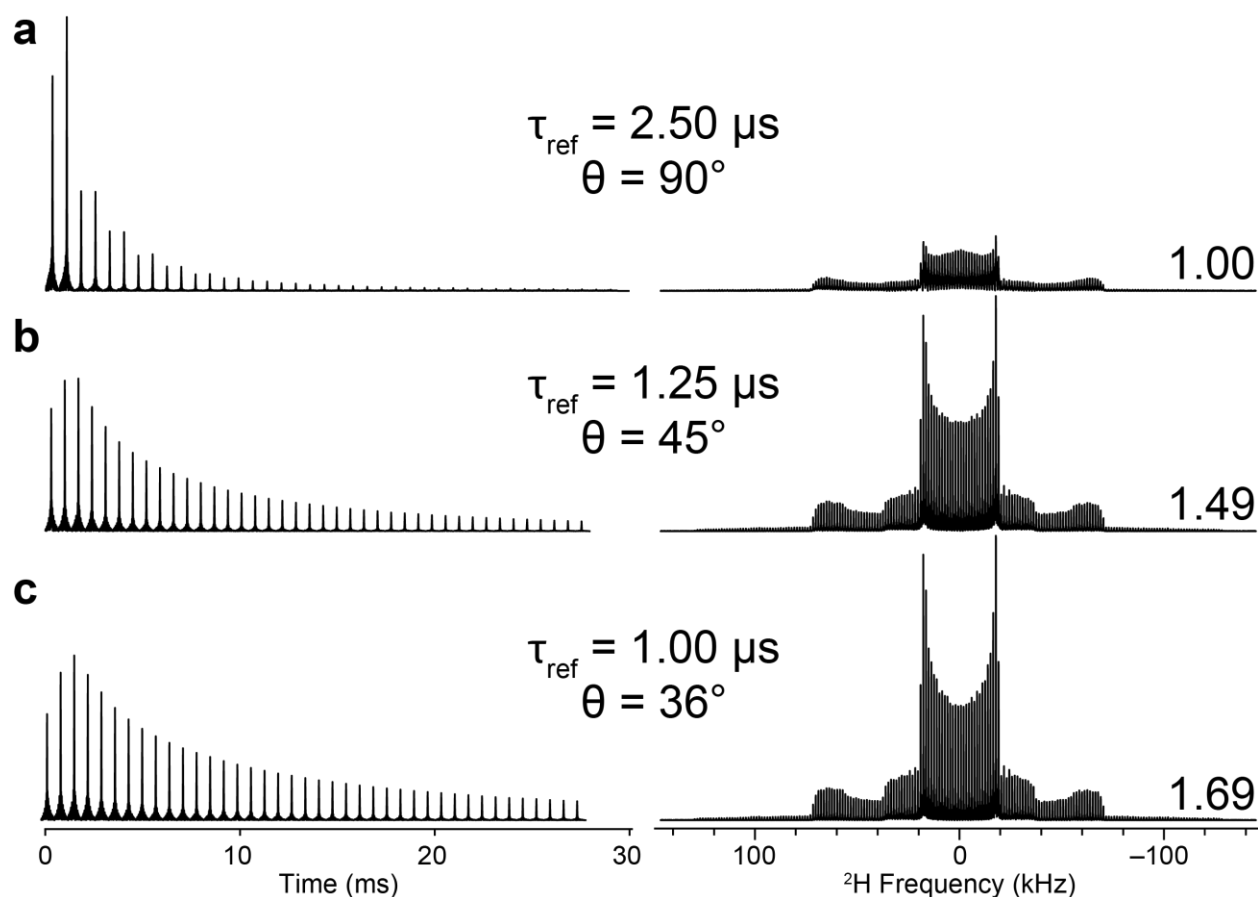 a
τref = 2.50 μs
θ = 90°
1.00
b
τref = 1.25 μs
θ = 45°
1.49
c
τref = 1.00 μs
θ = 36°
1.69
0 10 20 30 100 0 –100
Time (ms) ²H Frequency (kHz)